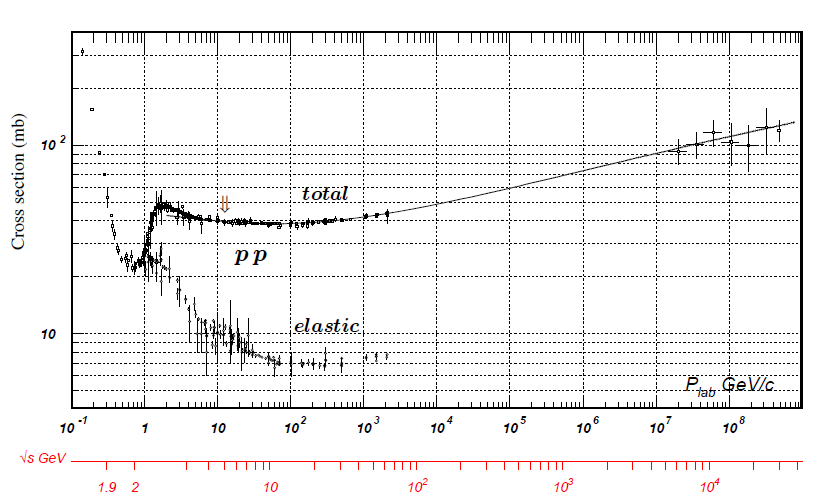 Cross section (mb)
10²
10
total
⇓
p p
elastic
P_lab GeV/c
10⁻¹ 1 10 10² 10³ 10⁴ 10⁵ 10⁶ 10⁷ 10⁸
√s GeV
1.9 2 10 10² 10³ 10⁴